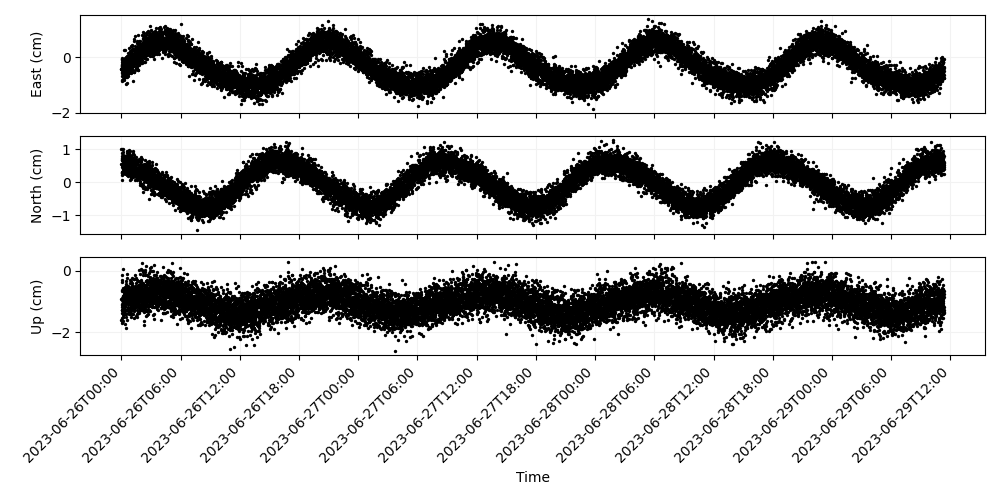 East (cm)
0
−2
North (cm)
1
0
−1
Up (cm)
0
−2
2023-06-26T00:00
2023-06-26T06:00
2023-06-26T12:00
2023-06-26T18:00
2023-06-27T00:00
2023-06-27T06:00
2023-06-27T12:00
2023-06-27T18:00
2023-06-28T00:00
2023-06-28T06:00
2023-06-28T12:00
2023-06-28T18:00
2023-06-29T00:00
2023-06-29T06:00
2023-06-29T12:00
Time